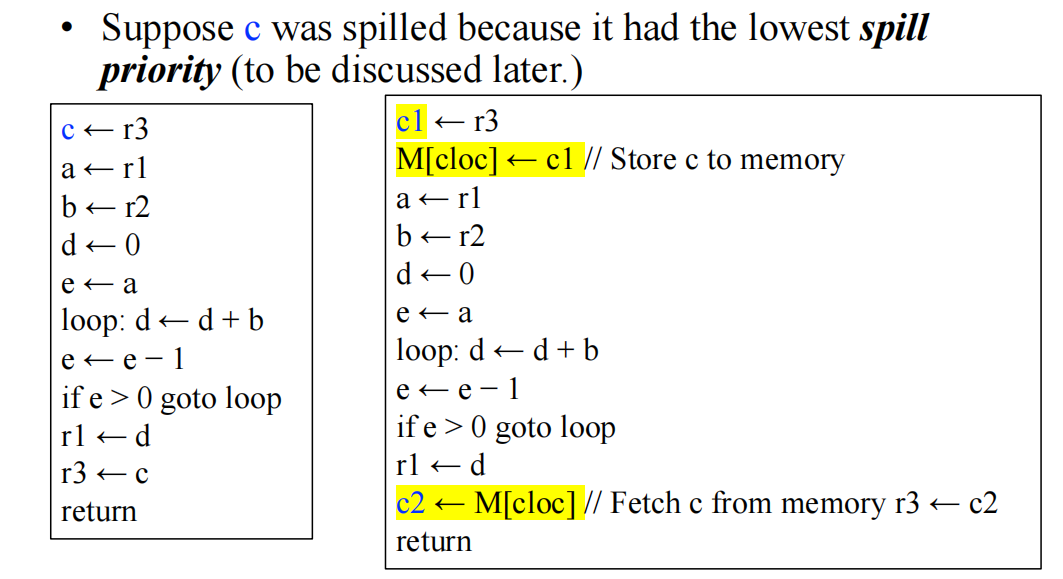 • Suppose c was spilled because it had the lowest spill
priority (to be discussed later.)
c ← r3
a ← r1
b ← r2
d ← 0
e ← a
loop: d ← d + b
e ← e − 1
if e > 0 goto loop
r1 ← d
r3 ← c
return
c1 ← r3
M[cloc] ← c1 // Store c to memory
a ← r1
b ← r2
d ← 0
e ← a
loop: d ← d + b
e ← e − 1
if e > 0 goto loop
r1 ← d
c2 ← M[cloc] // Fetch c from memory r3 ← c2
return